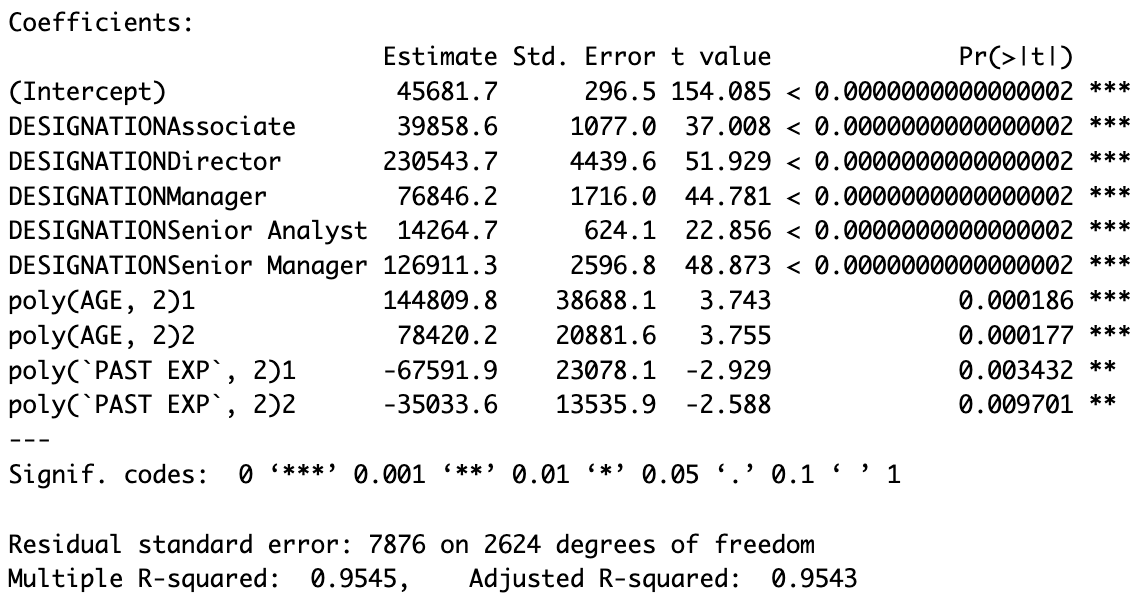 Coefficients:
Estimate Std. Error t value Pr(>|t|)
(Intercept) 45681.7 296.5 154.085 < 0.0000000000000002 ***
DESIGNATIONAssociate 39858.6 1077.0 37.008 < 0.0000000000000002 ***
DESIGNATIONDirector 230543.7 4439.6 51.929 < 0.0000000000000002 ***
DESIGNATIONManager 76846.2 1716.0 44.781 < 0.0000000000000002 ***
DESIGNATIONSenior Analyst 14264.7 624.1 22.856 < 0.0000000000000002 ***
DESIGNATIONSenior Manager 126911.3 2596.8 48.873 < 0.0000000000000002 ***
poly(AGE, 2)1 144809.8 38688.1 3.743 0.000186 ***
poly(AGE, 2)2 78420.2 20881.6 3.755 0.000177 ***
poly(`PAST EXP`, 2)1 -67591.9 23078.1 -2.929 0.003432 **
poly(`PAST EXP`, 2)2 -35033.6 13535.9 -2.588 0.009701 **
---
Signif. codes: 0 ‘***’ 0.001 ‘**’ 0.01 ‘*’ 0.05 ‘.’ 0.1 ‘ ’ 1
Residual standard error: 7876 on 2624 degrees of freedom
Multiple R-squared: 0.9545, Adjusted R-squared: 0.9543